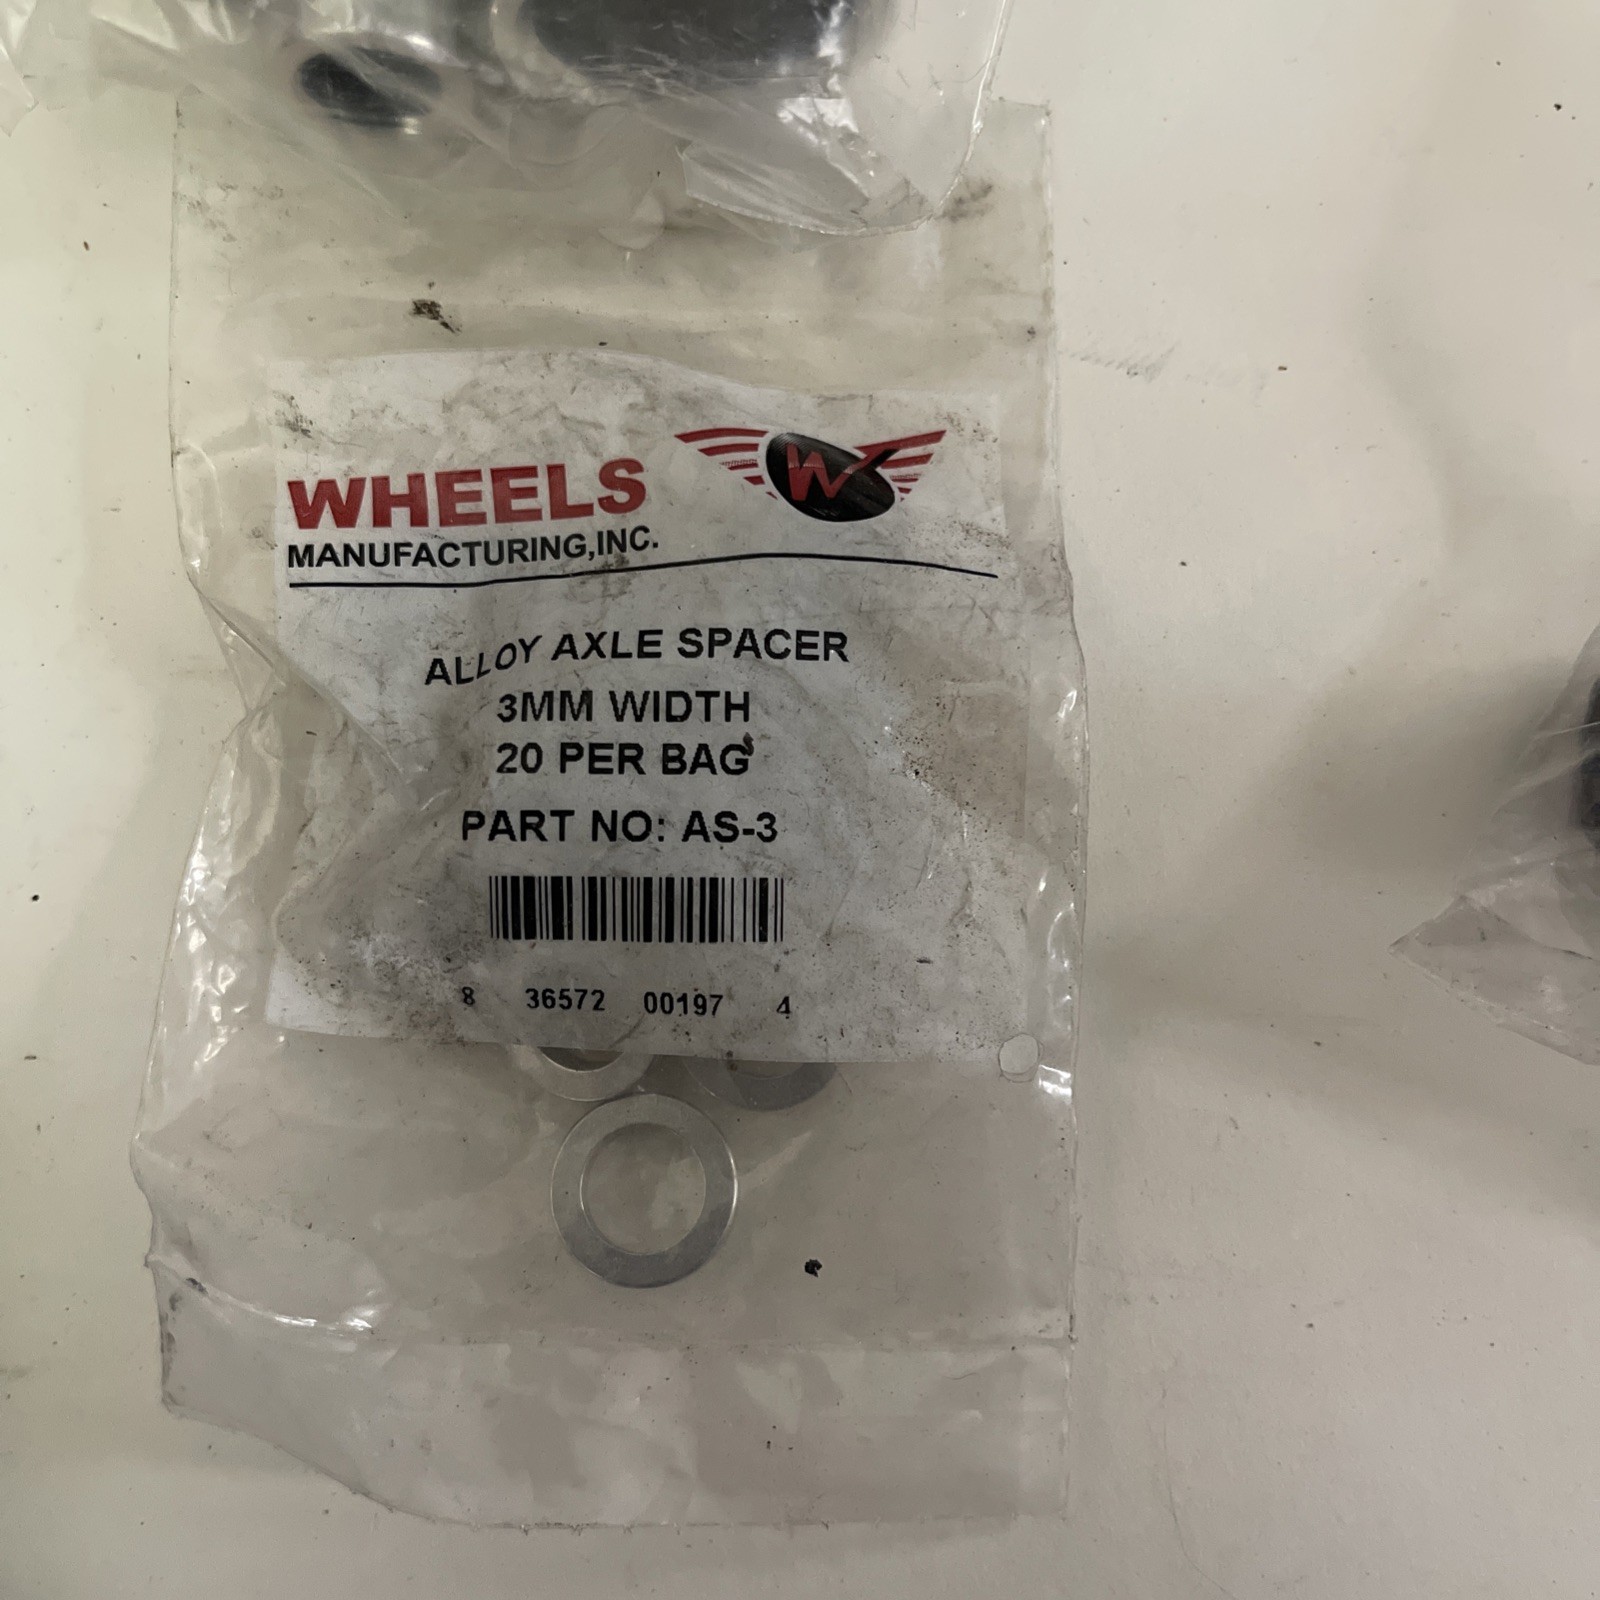 WHEELS
MANUFACTURING,INC.
W
ALLOY AXLE SPACER
3MM WIDTH
20 PER BAG
PART NO: AS-3
8 36572 00197 4